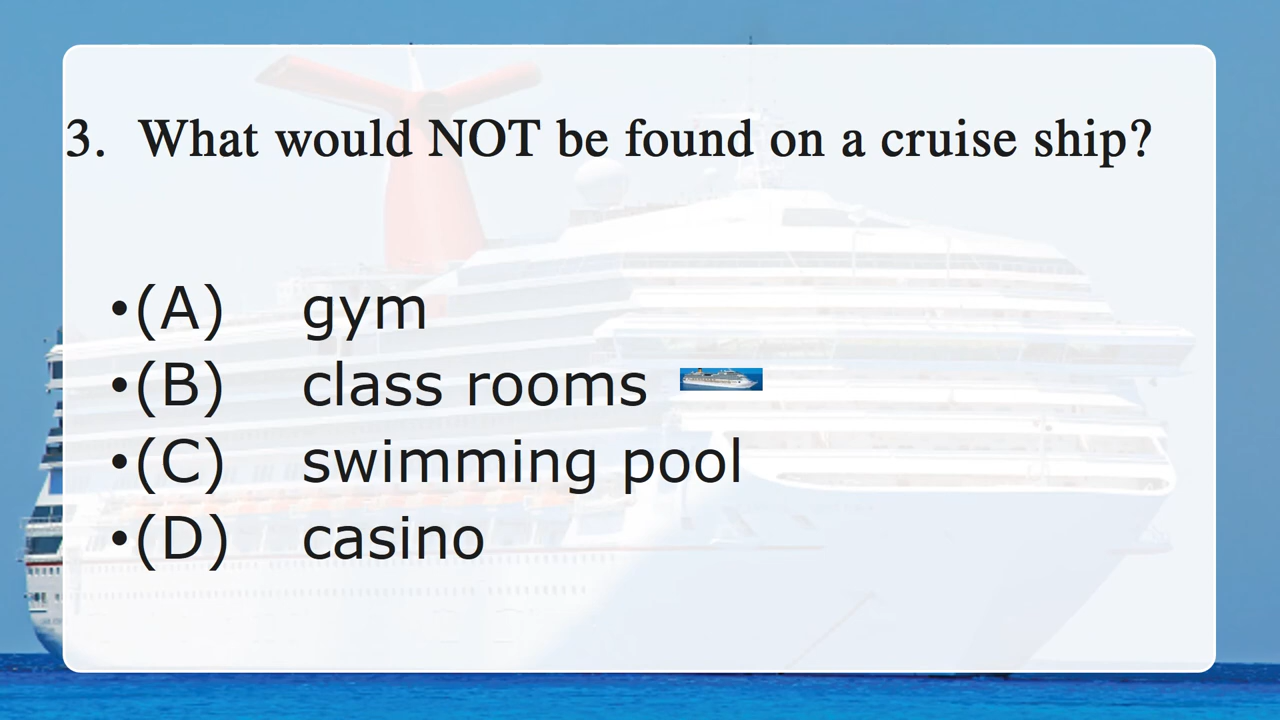 3. What would NOT be found on a cruise ship?
•(A) gym
•(B) class rooms
•(C) swimming pool
•(D) casino